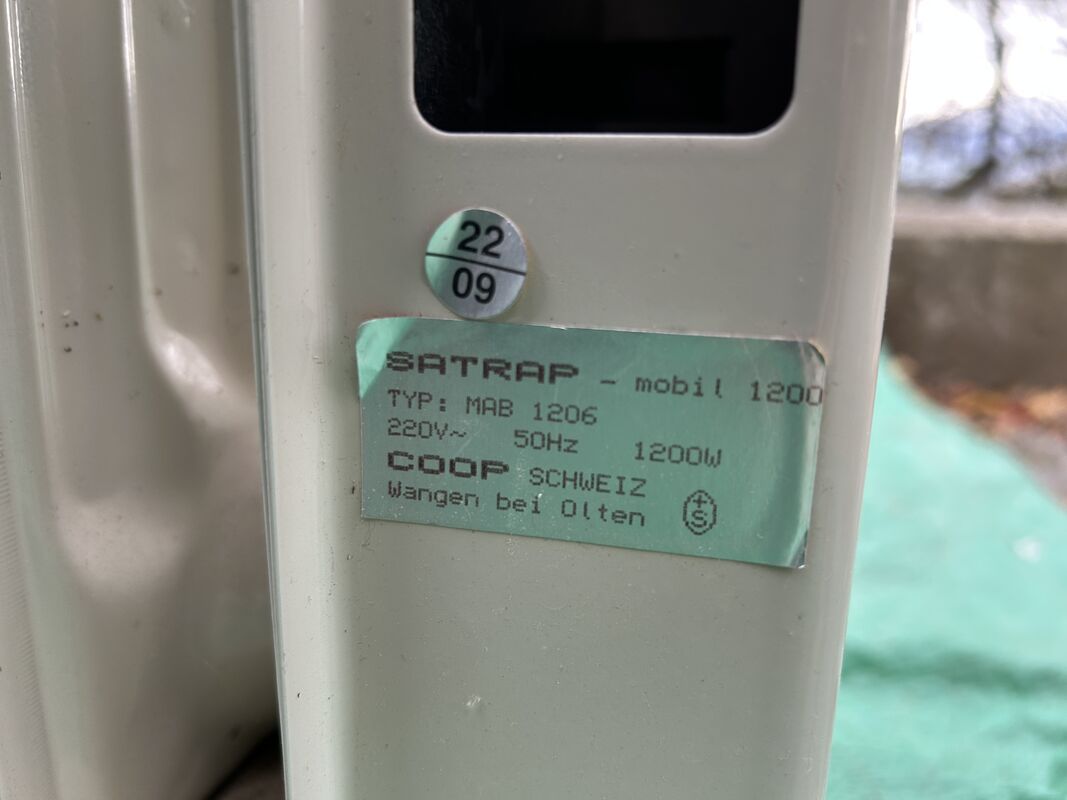 22
09
SATRAP - mobil 1200
TYP: MAB 1206
220V~ 50Hz 1200W
COOP SCHWEIZ
Wangen bei Olten
+S